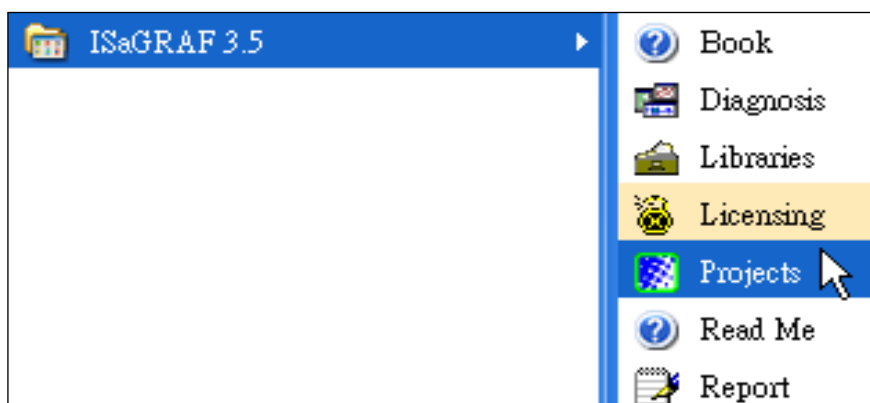 ISaGRAF 3.5
Book
Diagnosis
Libraries
Licensing
Projects
Read Me
Report